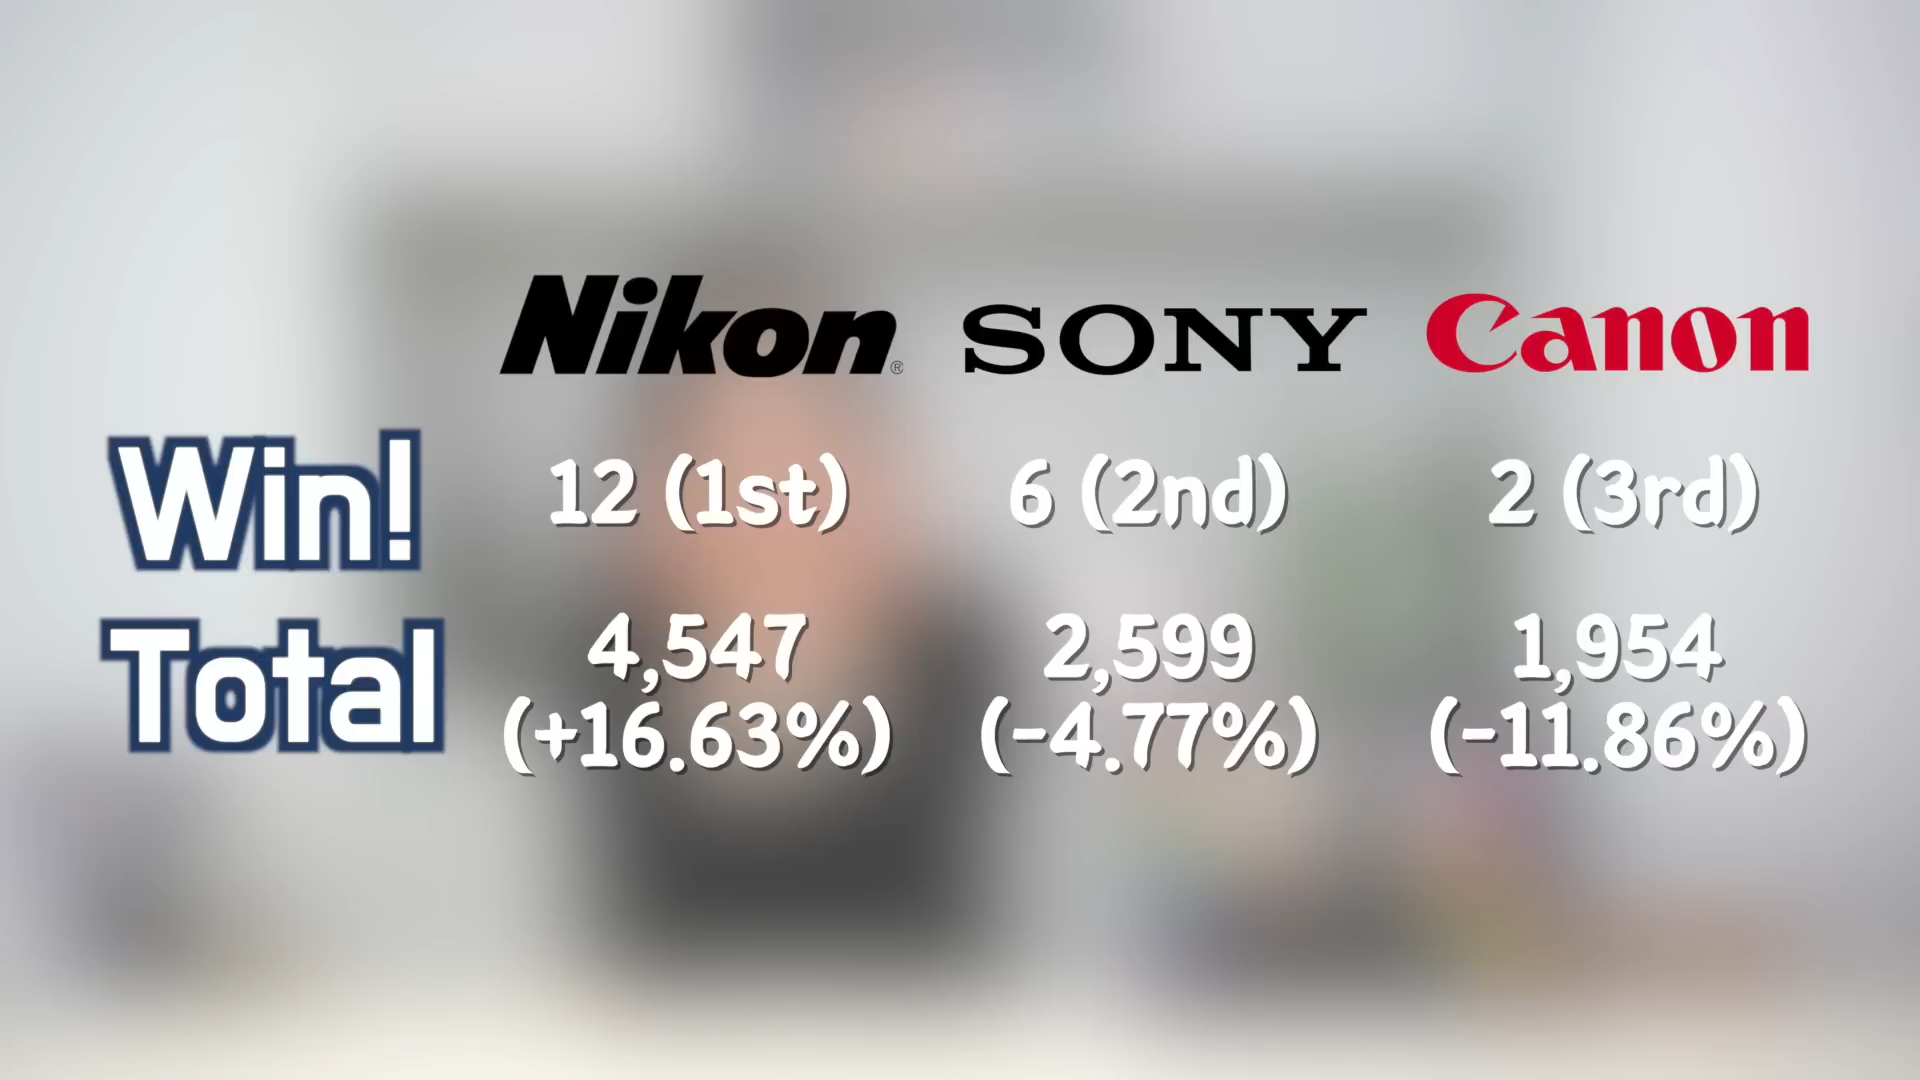 Nikon® SONY Canon
Win! 12 (1st) 6 (2nd) 2 (3rd)
Total 4,547 2,599 1,954
(+16.63%) (-4.77%) (-11.86%)